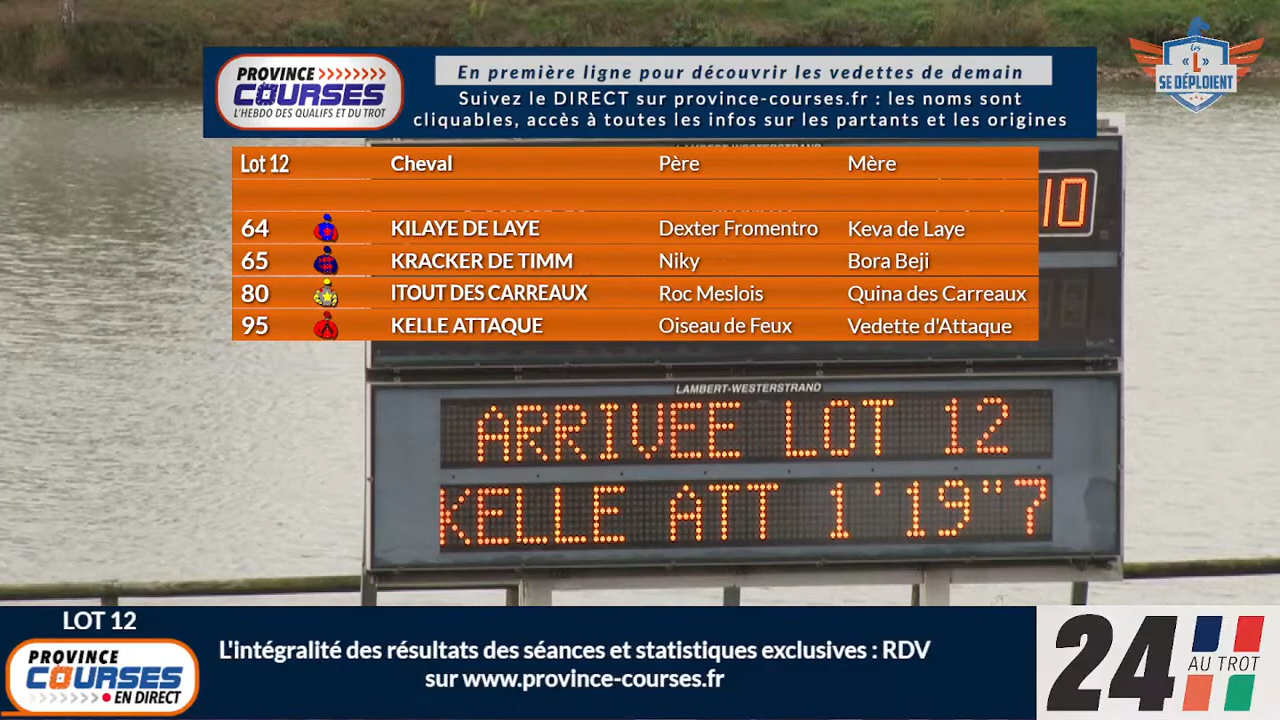 PROVINCE
COURSES
L'HEBDO DES QUALIFS ET DU TROT
En première ligne pour découvrir les vedettes de demain
Suivez le DIRECT sur province-courses.fr : les noms sont
cliquables, accès à toutes les infos sur les partants et les origines
Les
«L»
SE DÉPLOIENT
Lot 12 Cheval Père Mère
10
64 KILAYE DE LAYE Dexter Fromentro Keva de Laye
65 KRACKER DE TIMM Niky Bora Beji
80 ITOUT DES CARREAUX Roc Meslois Quina des Carreaux
95 KELLE ATTAQUE Oiseau de Feux Vedette d'Attaque
LAMBERT-WESTERSTRAND
ARRIVEE LOT 12
KELLE ATT 1'19"7
LOT 12
PROVINCE
COURSES
EN DIRECT
L'intégralité des résultats des séances et statistiques exclusives : RDV
sur www.province-courses.fr
24
AU TROT